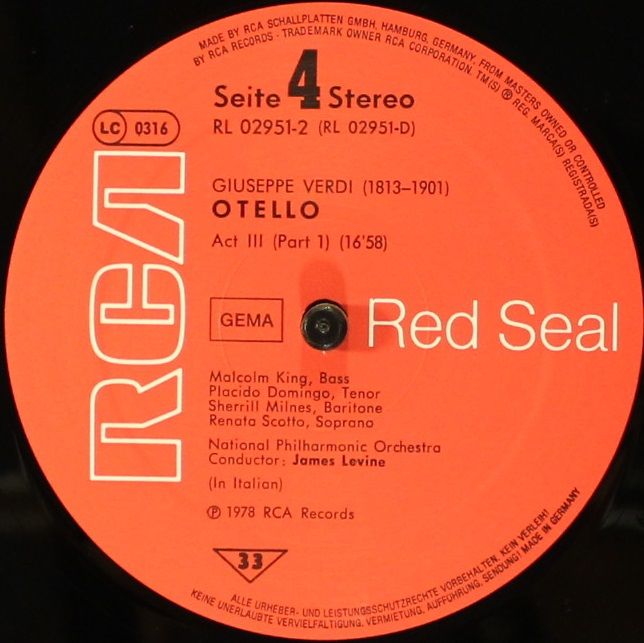 MADE BY RCA SCHALLPLATTEN GMBH, HAMBURG, GERMANY, FROM MASTERS OWNED OR CONTROLLED
BY RCA RECORDS · TRADEMARK OWNER RCA CORPORATION. TM(S) ® REG. MARCA(S) REGISTRADA(S)
Seite 4 Stereo
LC 0316
RL 02951-2 (RL 02951-D)
GIUSEPPE VERDI (1813–1901)
OTELLO
Act III (Part 1) (16'58)
RCA
GEMA
Red Seal
Malcolm King, Bass
Placido Domingo, Tenor
Sherrill Milnes, Baritone
Renata Scotto, Soprano
National Philharmonic Orchestra
Conductor: James Levine
(In Italian)
℗ 1978 RCA Records
33
ALLE URHEBER- UND LEISTUNGSSCHUTZRECHTE VORBEHALTEN. KEIN VERLEIH!
KEINE UNERLAUBTE VERVIELFÄLTIGUNG, VERMIETUNG, AUFFÜHRUNG, SENDUNG! MADE IN GERMANY